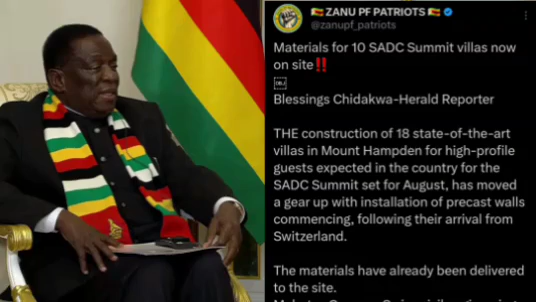 🇿🇼 ZANU PF PATRIOTS 🇿🇼
@zanupf_patriots
Materials for 10 SADC Summit villas now
on site‼️
OBJ
Blessings Chidakwa-Herald Reporter
THE construction of 18 state-of-the-art
villas in Mount Hampden for high-profile
guests expected in the country for the
SADC Summit set for August, has moved
a gear up with installation of precast walls
commencing, following their arrival from
Switzerland.
The materials have already been delivered
to the site.